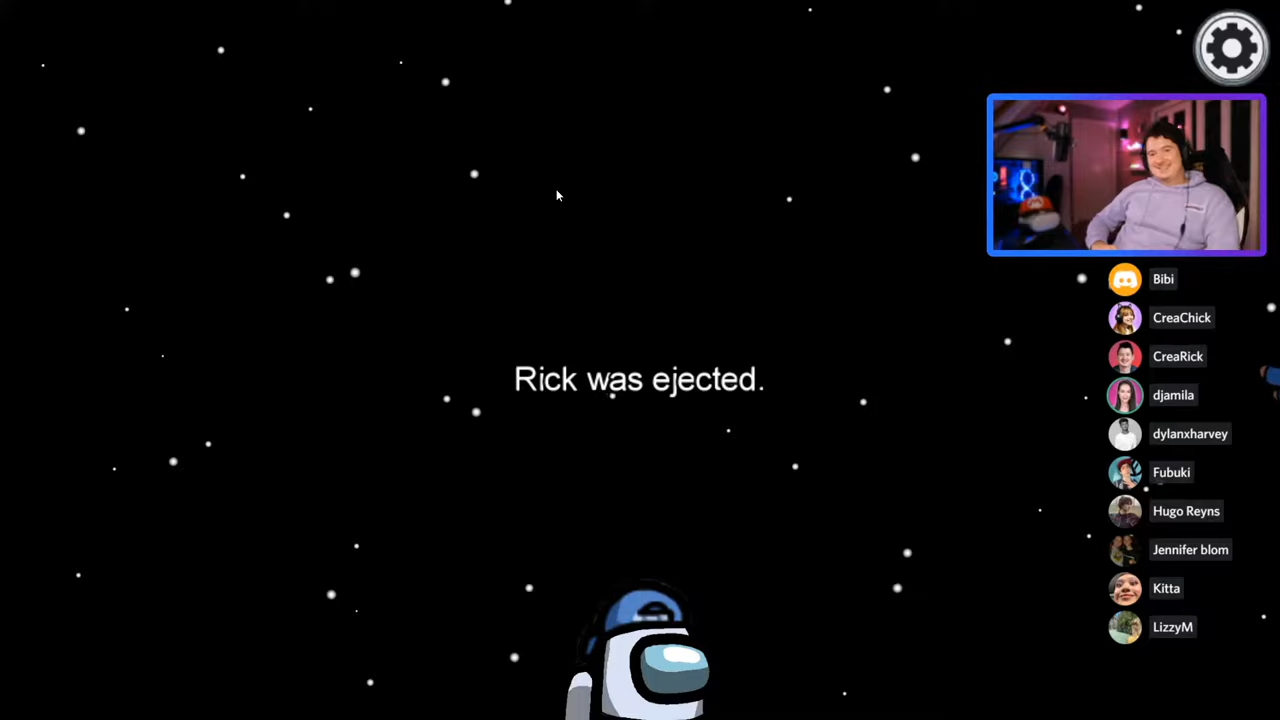 Bibi
CreaChick
CreaRick
Rick was ejected.
djamila
dylanxharvey
Fubuki
Hugo Reyns
Jennifer blom
Kitta
LizzyM